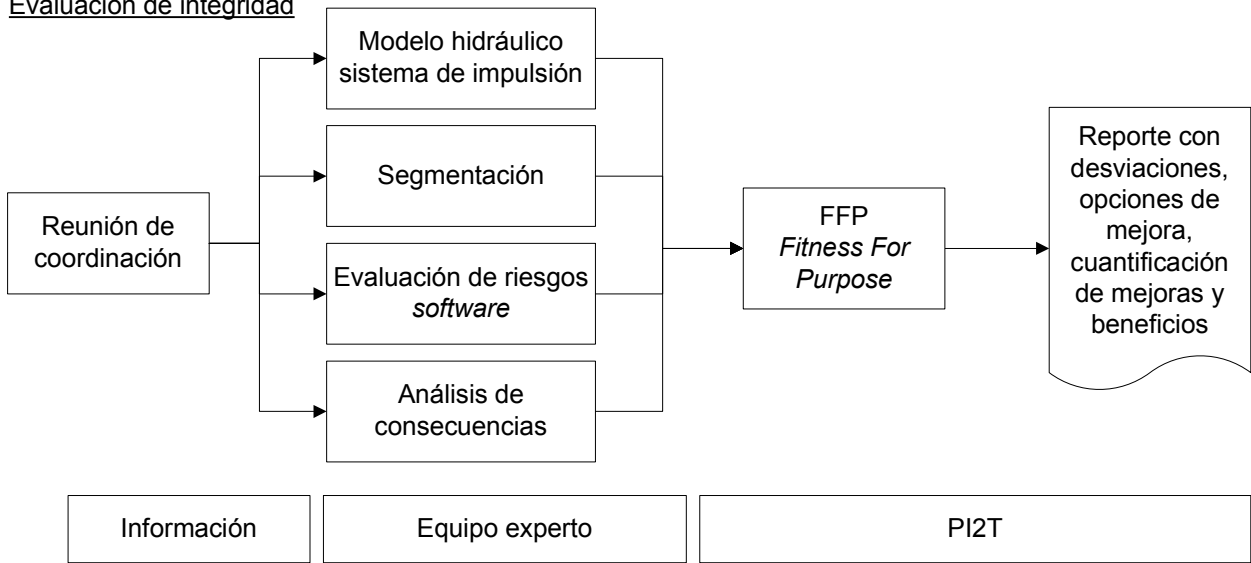 Evaluación de integridad
Modelo hidráulico
sistema de impulsión
Segmentación
Reunión de
coordinación
Evaluación de riesgos
software
Análisis de
consecuencias
FFP
Fitness For
Purpose
Reporte con
desviaciones,
opciones de
mejora,
cuantificación
de mejoras y
beneficios
Información
Equipo experto
PI2T